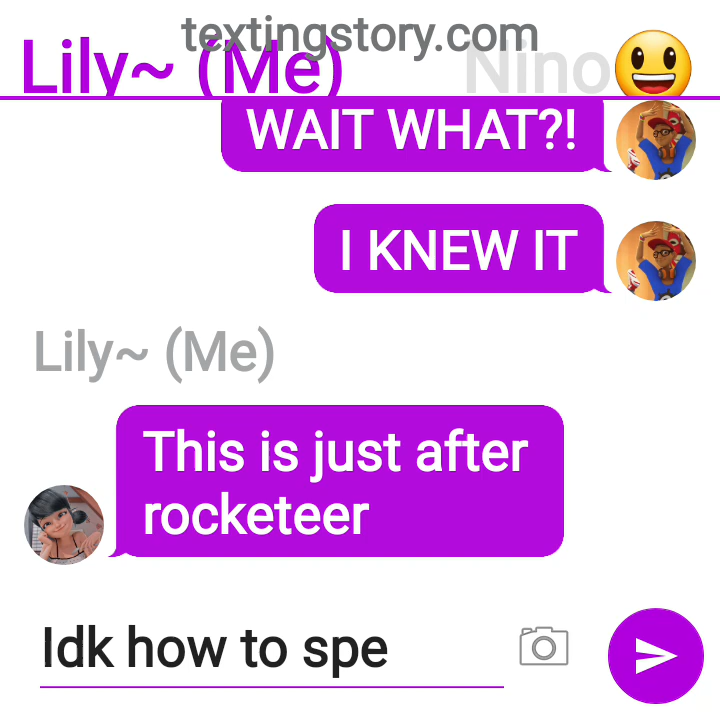 textingstory.com
Lily~ (Me) Nino😃
WAIT WHAT?!
I KNEW IT
Lily~ (Me)
This is just after
rocketeer
Idk how to spe